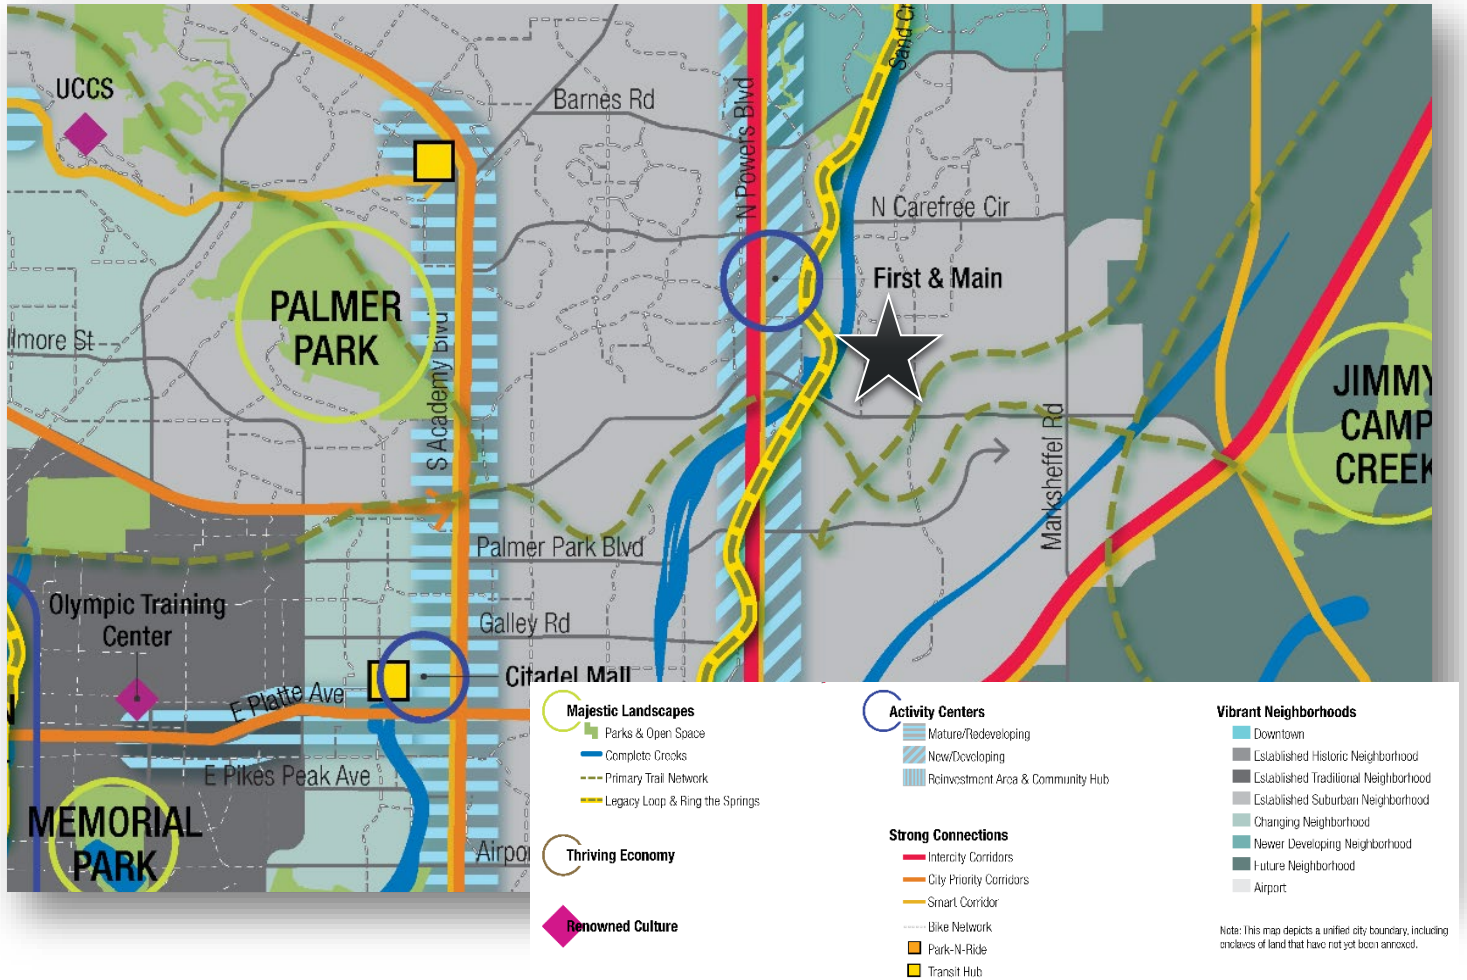 UCCS
Barnes Rd
N Powers Blvd
Sand Cr
N Carefree Cir
First & Main
PALMER
PARK
lmore St
S Academy Blvd
JIMMY
CAMP
CREEK
Marksheffel Rd
Palmer Park Blvd
Olympic Training
Center
Galley Rd
Citadel Mall
N
E Platte Ave
E Pikes Peak Ave
MEMORIAL
PARK
Airpo
Majestic Landscapes
Parks & Open Space
Complete Creeks
Primary Trail Network
Legacy Loop & Ring the Springs
Thriving Economy
Renowned Culture
Activity Centers
Mature/Redeveloping
New/Developing
Reinvestment Area & Community Hub
Strong Connections
Intercity Corridors
City Priority Corridors
Smart Corridor
Bike Network
Park-N-Ride
Transit Hub
Vibrant Neighborhoods
Downtown
Established Historic Neighborhood
Established Traditional Neighborhood
Established Suburban Neighborhood
Changing Neighborhood
Newer Developing Neighborhood
Future Neighborhood
Airport
Note: This map depicts a unified city boundary, including
enclaves of land that have not yet been annexed.